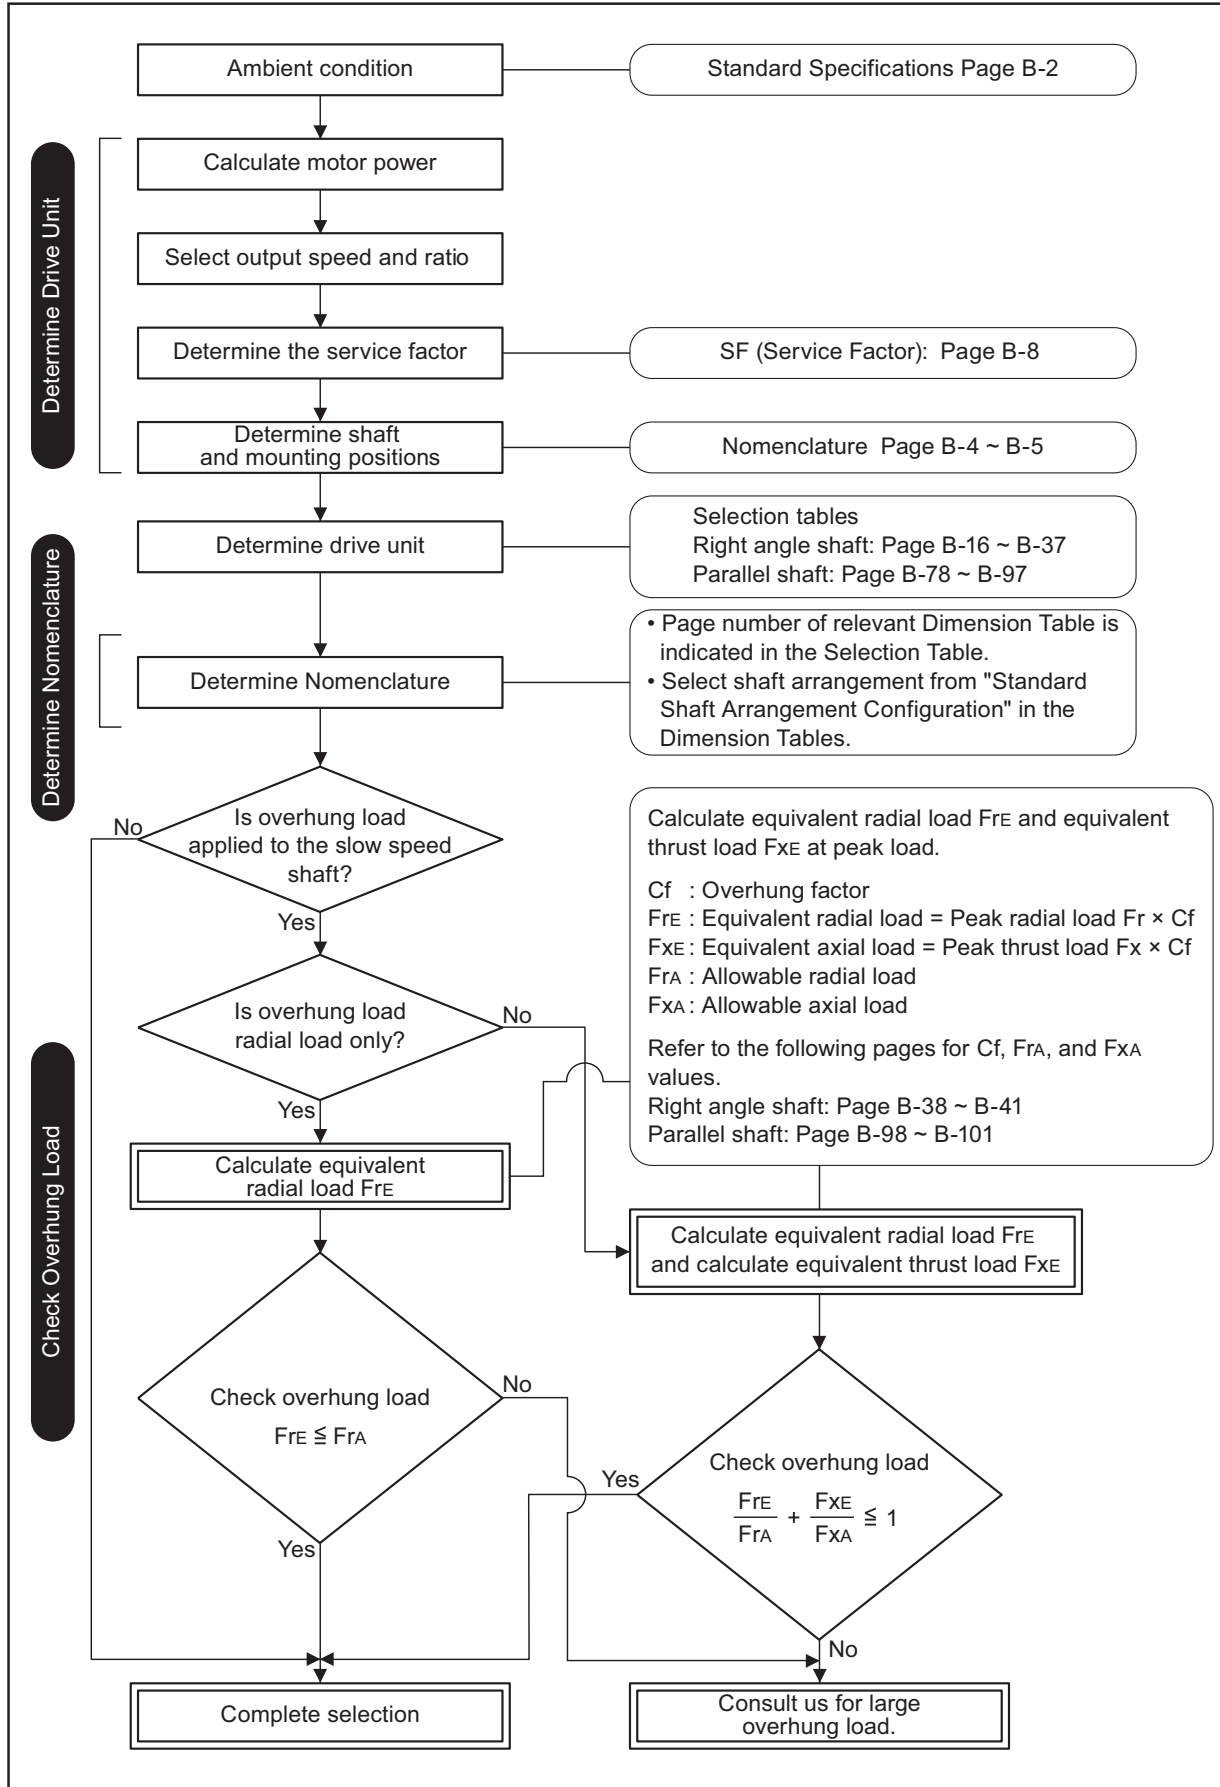 Ambient condition
Standard Specifications Page B-2
Determine Drive Unit
Calculate motor power
Select output speed and ratio
Determine the service factor
SF (Service Factor): Page B-8
Determine shaft
and mounting positions
Nomenclature Page B-4 ~ B-5
Determine Nomenclature
Determine drive unit
Selection tables
Right angle shaft: Page B-16 ~ B-37
Parallel shaft: Page B-78 ~ B-97
Determine Nomenclature
• Page number of relevant Dimension Table is
indicated in the Selection Table.
• Select shaft arrangement from "Standard
Shaft Arrangement Configuration" in the
Dimension Tables.
Check Overhung Load
Is overhung load
applied to the slow speed
shaft?
No
Yes
Is overhung load
radial load only?
No
Yes
Calculate equivalent radial load FrE and equivalent
thrust load FxE at peak load.
Cf : Overhung factor
FrE : Equivalent radial load = Peak radial load Fr × Cf
FxE : Equivalent axial load = Peak thrust load Fx × Cf
FrA : Allowable radial load
FxA : Allowable axial load
Refer to the following pages for Cf, FrA, and FxA
values.
Right angle shaft: Page B-38 ~ B-41
Parallel shaft: Page B-98 ~ B-101
Calculate equivalent
radial load FrE
Calculate equivalent radial load FrE
and calculate equivalent thrust load FxE
Check overhung load
FrE ≦ FrA
No
Yes
Check overhung load
FrE/FrA + FxE/FxA ≦ 1
Yes
No
Complete selection
Consult us for large
overhung load.